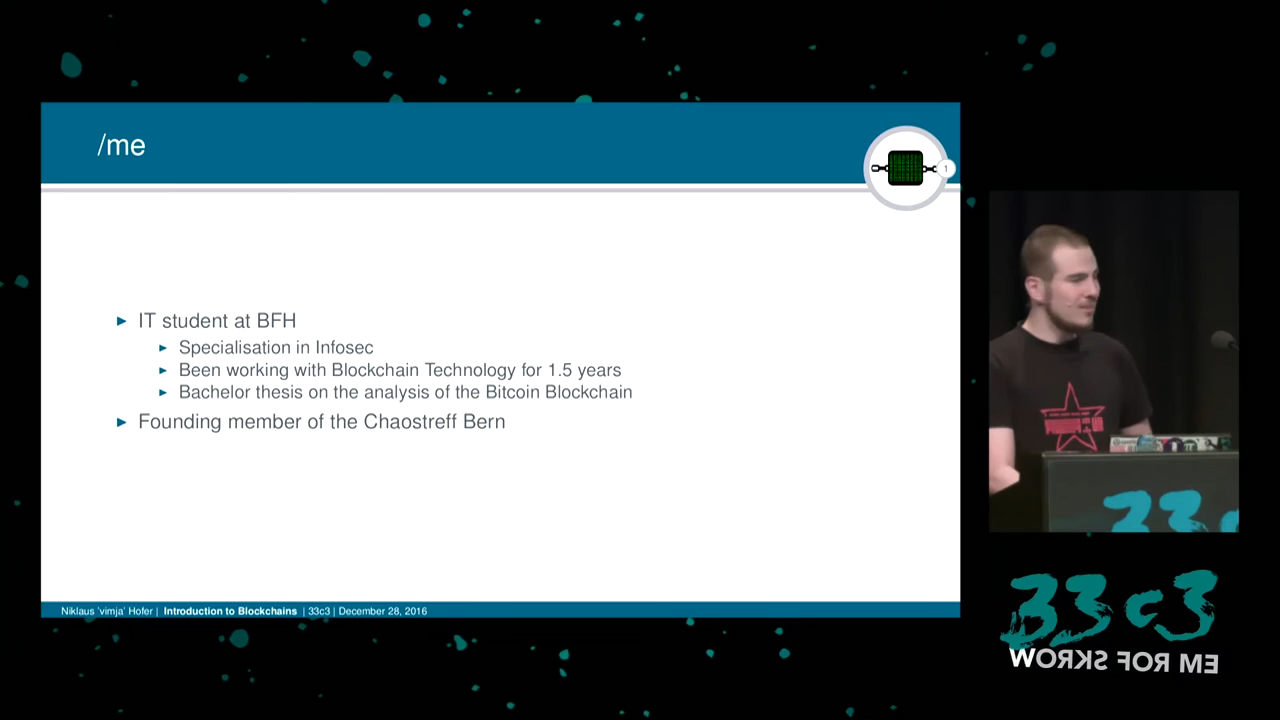 /me
1
IT student at BFH
Specialisation in Infosec
Been working with Blockchain Technology for 1.5 years
Bachelor thesis on the analysis of the Bitcoin Blockchain
Founding member of the Chaostreff Bern
Niklaus 'vimja' Hofer | Introduction to Blockchains | 33c3 | December 28, 2016
33c
33c3
WORKS FOR ME